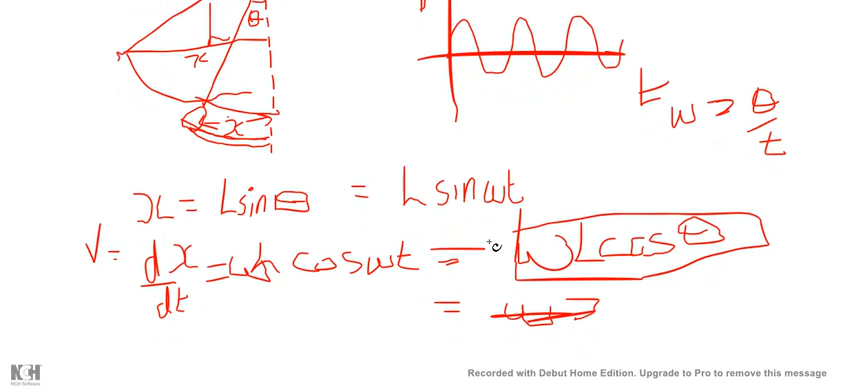 θ
x
← x →
t
ω = θ/t
x = L sin θ = L sin ωt
V = dx/dt = ωL cos ωt = ωL cos θ
=
NCH
NCH Software
Recorded with Debut Home Edition. Upgrade to Pro to remove this message